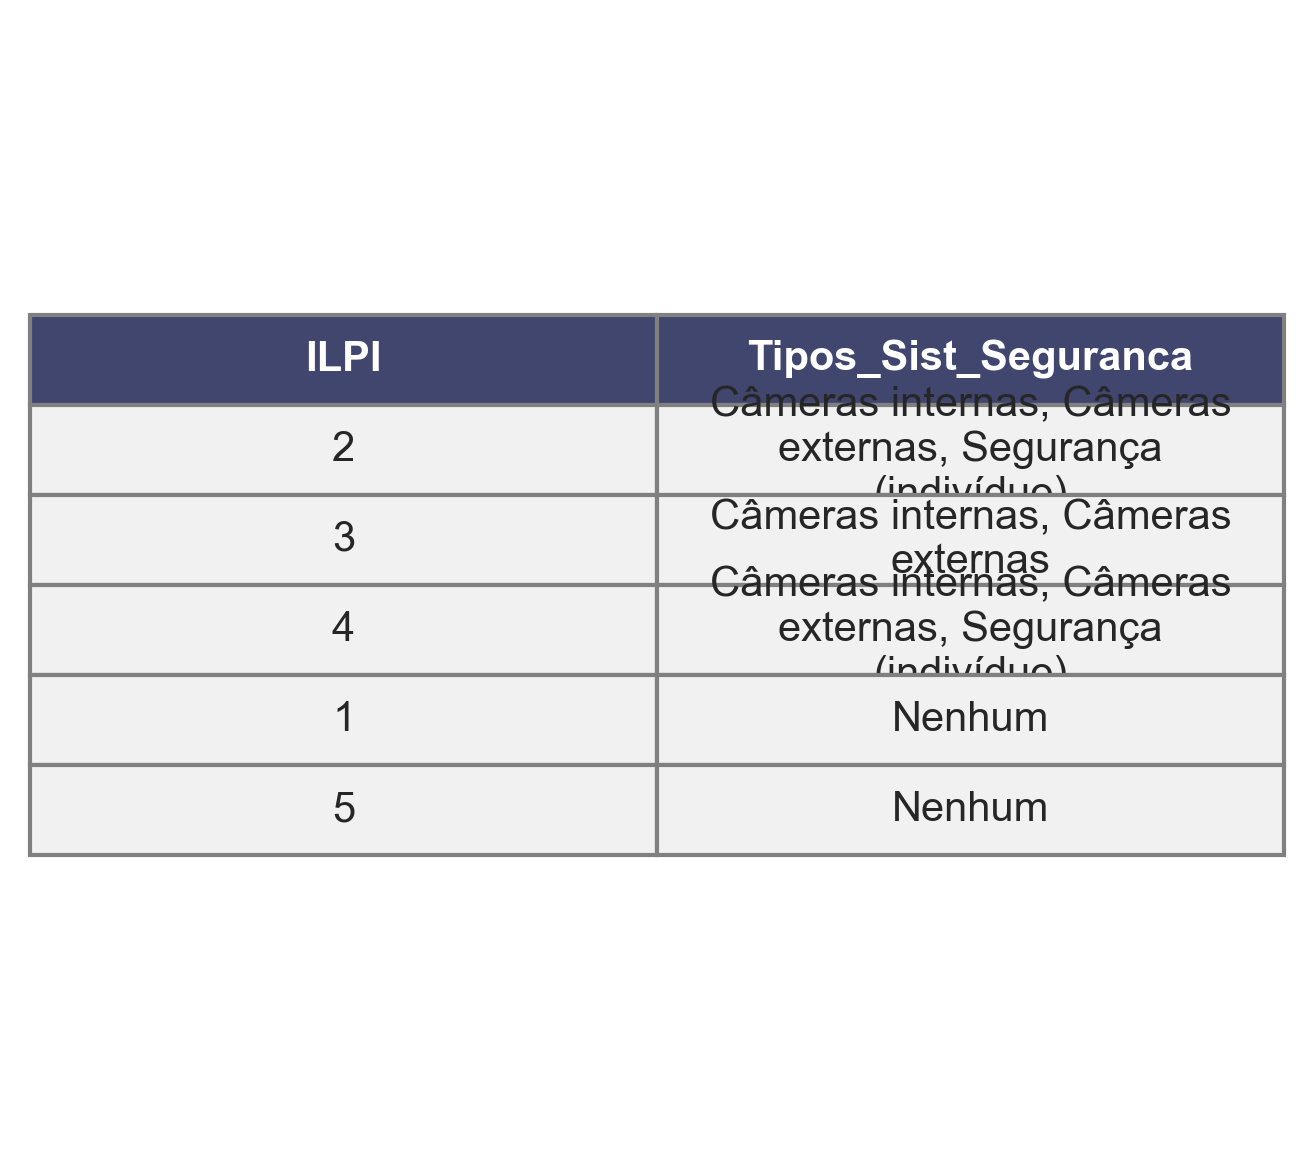 ILPI Tipos_Sist_Seguranca
2 Câmeras internas, Câmeras
externas, Segurança
(indivíduo)
3 Câmeras internas, Câmeras
externas
4 Câmeras internas, Câmeras
externas, Segurança
(indivíduo)
1 Nenhum
5 Nenhum